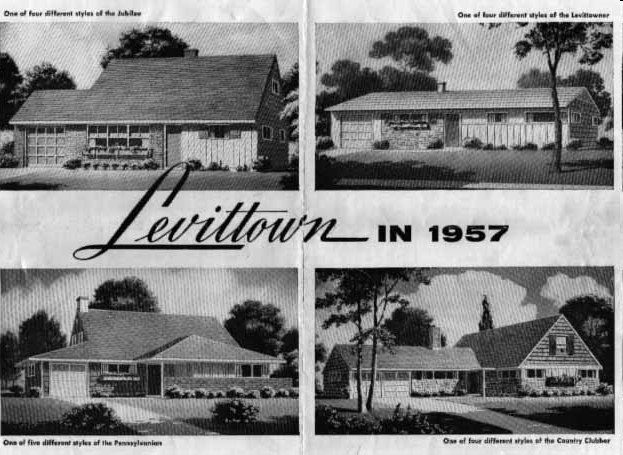 One of four different styles of the Jubilee
One of four different styles of the Levittowner
Levittown IN 1957
One of five different styles of the Pennsylvanian
One of four different styles of the Country Clubber